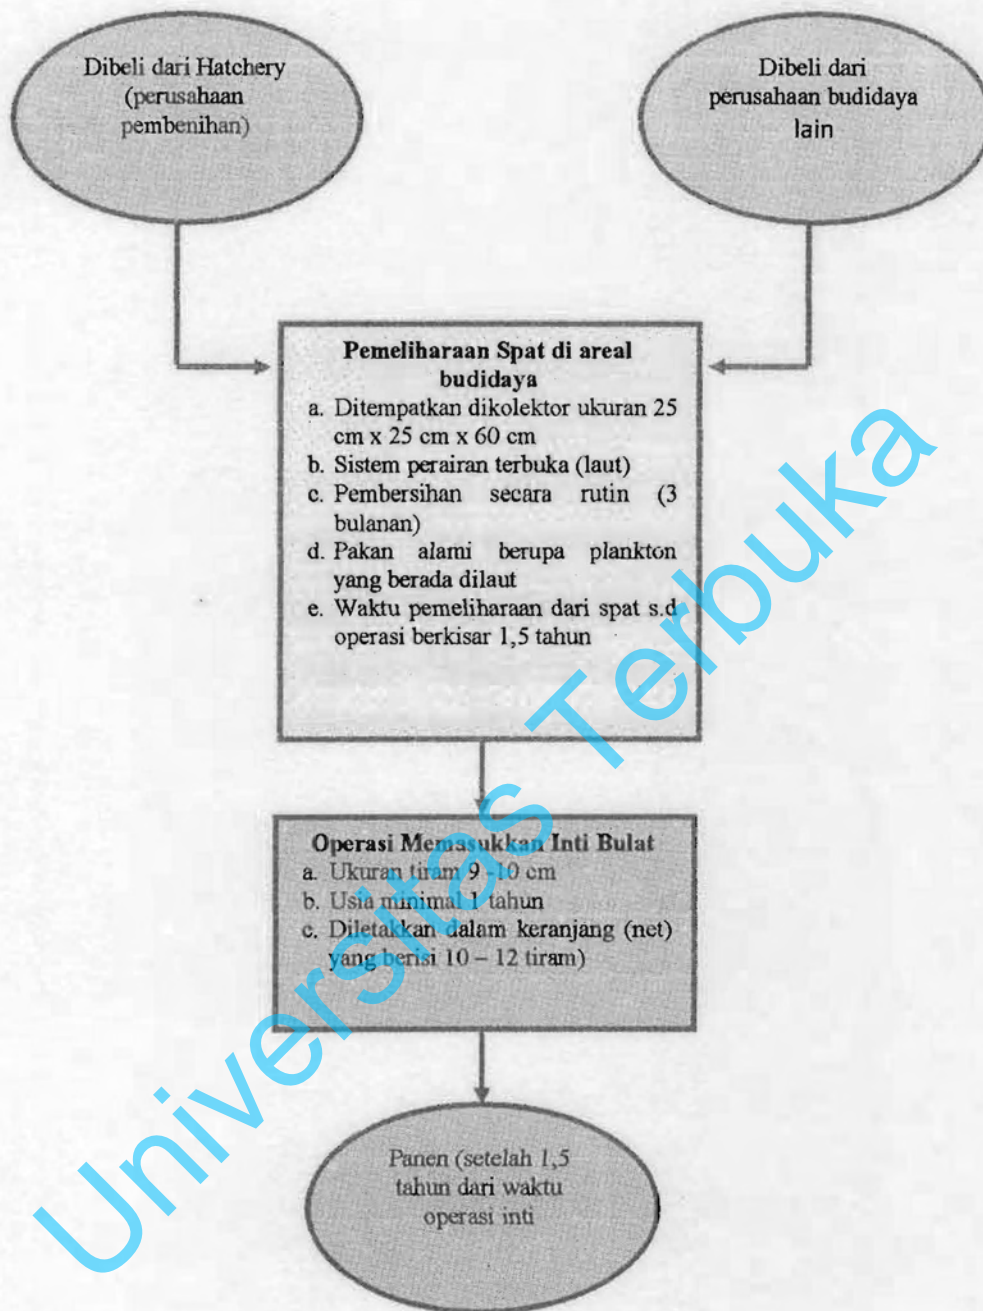 Dibeli dari Hatchery
(perusahaan
pembenihan)
Dibeli dari
perusahaan budidaya
lain
Pemeliharaan Spat di areal
budidaya
a. Ditempatkan dikolektor ukuran 25
cm x 25 cm x 60 cm
b. Sistem perairan terbuka (laut)
c. Pembersihan secara rutin (3
bulanan)
d. Pakan alami berupa plankton
yang berada dilaut
e. Waktu pemeliharaan dari spat s.d
operasi berkisar 1,5 tahun
Operasi Memasukkan Inti Bulat
a. Ukuran tiram 9 -10 cm
b. Usia minimal 1 tahun
c. Diletakkan dalam keranjang (net)
yang berisi 10 – 12 tiram)
Panen (setelah 1,5
tahun dari waktu
operasi inti
Universitas Terbuka